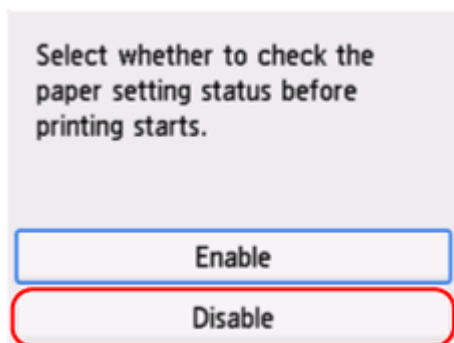 Select whether to check the
paper setting status before
printing starts.
Enable
Disable